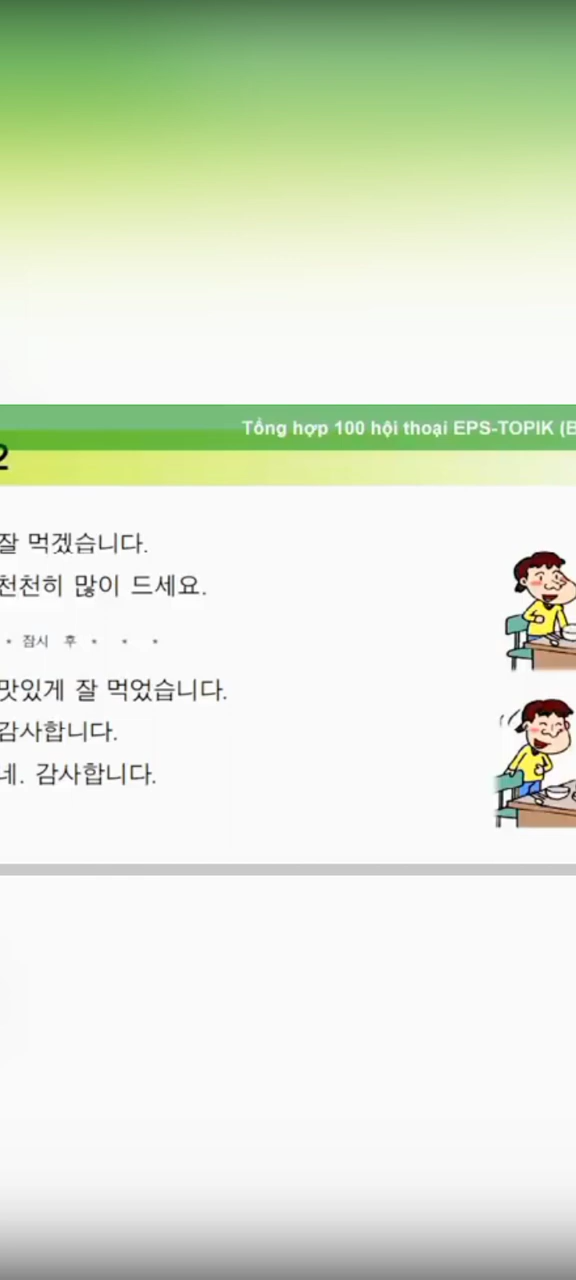 Tổng hợp 100 hội thoại EPS-TOPIK (B
2
잘 먹겠습니다.
천천히 많이 드세요.
• 잠시 후 • • •
맛있게 잘 먹었습니다.
감사합니다.
네. 감사합니다.